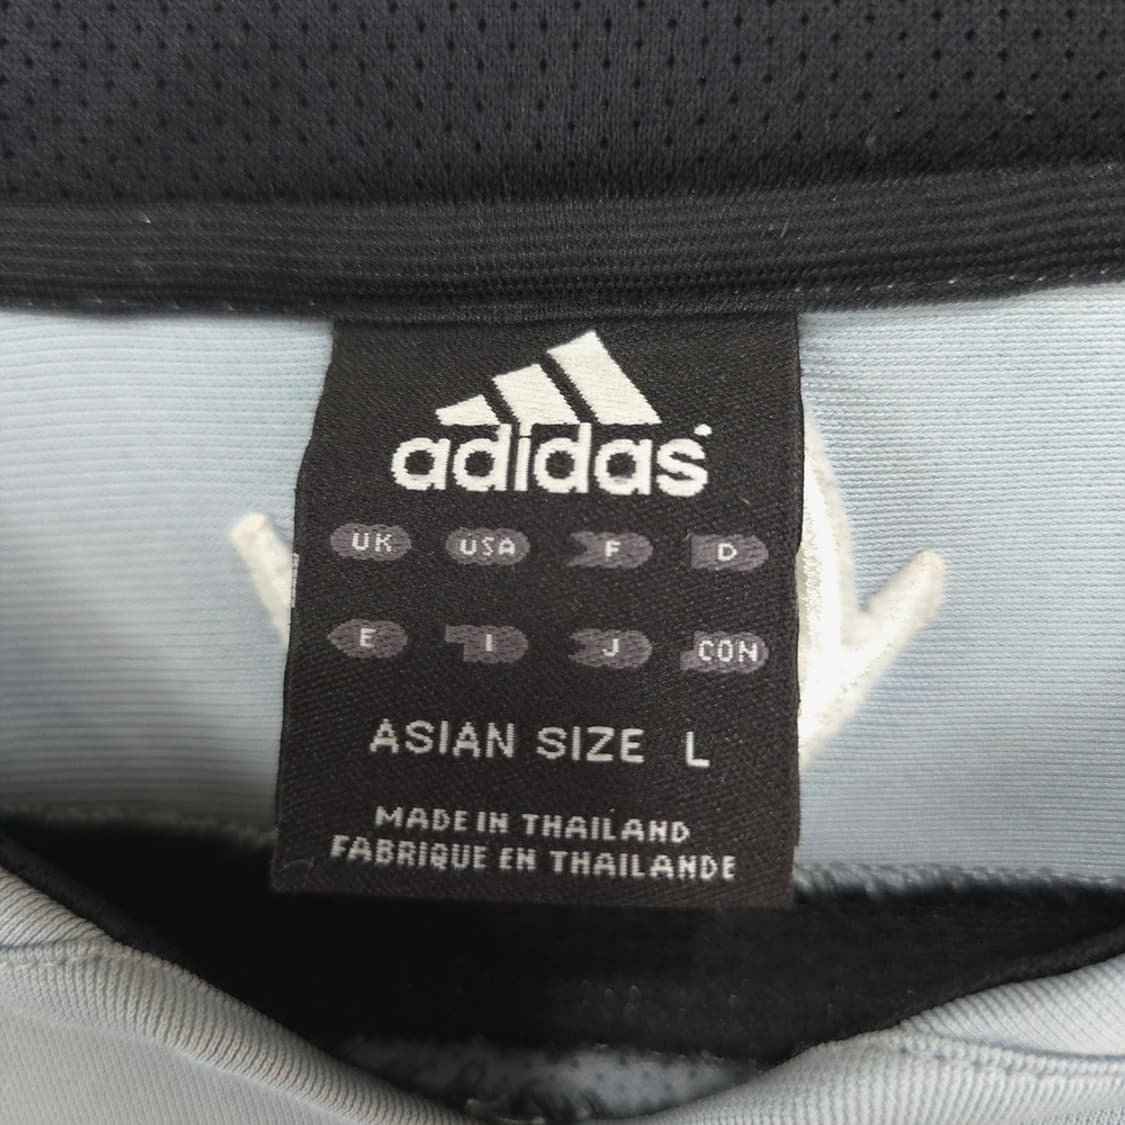 adidas
UK USA F D
E I J CON
ASIAN SIZE L
MADE IN THAILAND
FABRIQUE EN THAILANDE